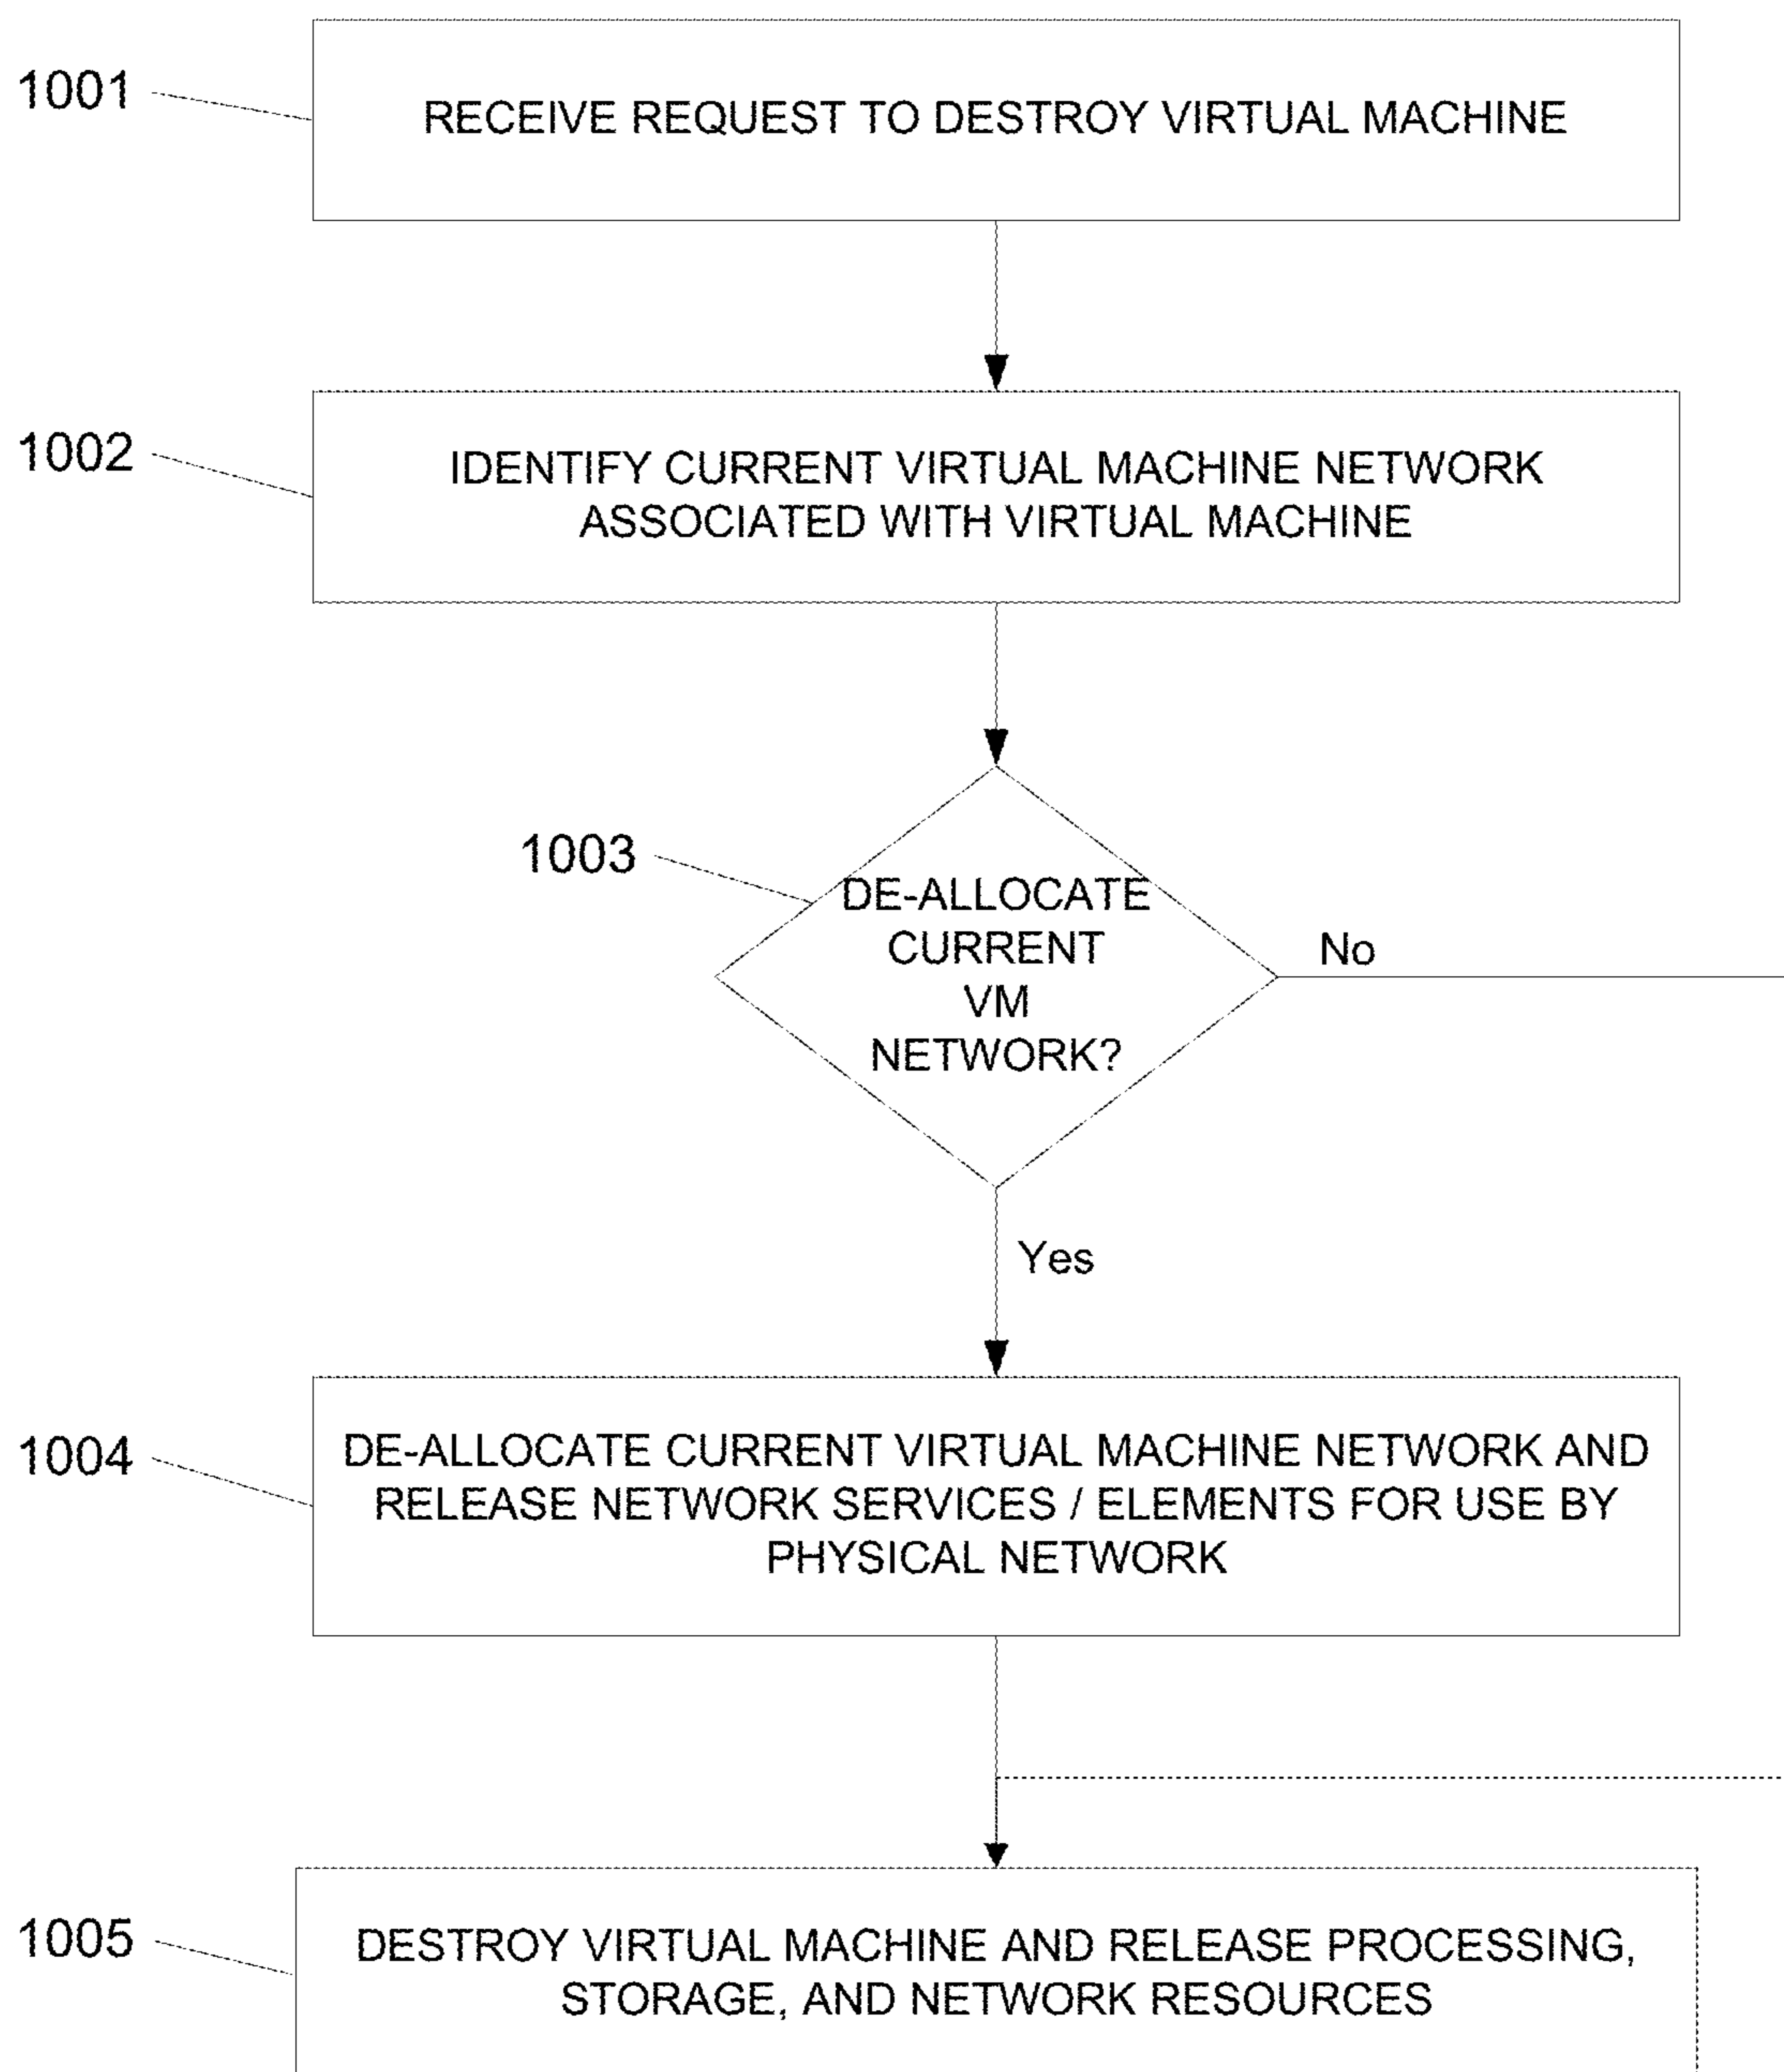 1001
RECEIVE REQUEST TO DESTROY VIRTUAL MACHINE
1002
IDENTIFY CURRENT VIRTUAL MACHINE NETWORK
ASSOCIATED WITH VIRTUAL MACHINE
1003
DE-ALLOCATE
CURRENT
VM
NETWORK?
No
Yes
1004
DE-ALLOCATE CURRENT VIRTUAL MACHINE NETWORK AND
RELEASE NETWORK SERVICES / ELEMENTS FOR USE BY
PHYSICAL NETWORK
1005
DESTROY VIRTUAL MACHINE AND RELEASE PROCESSING,
STORAGE, AND NETWORK RESOURCES